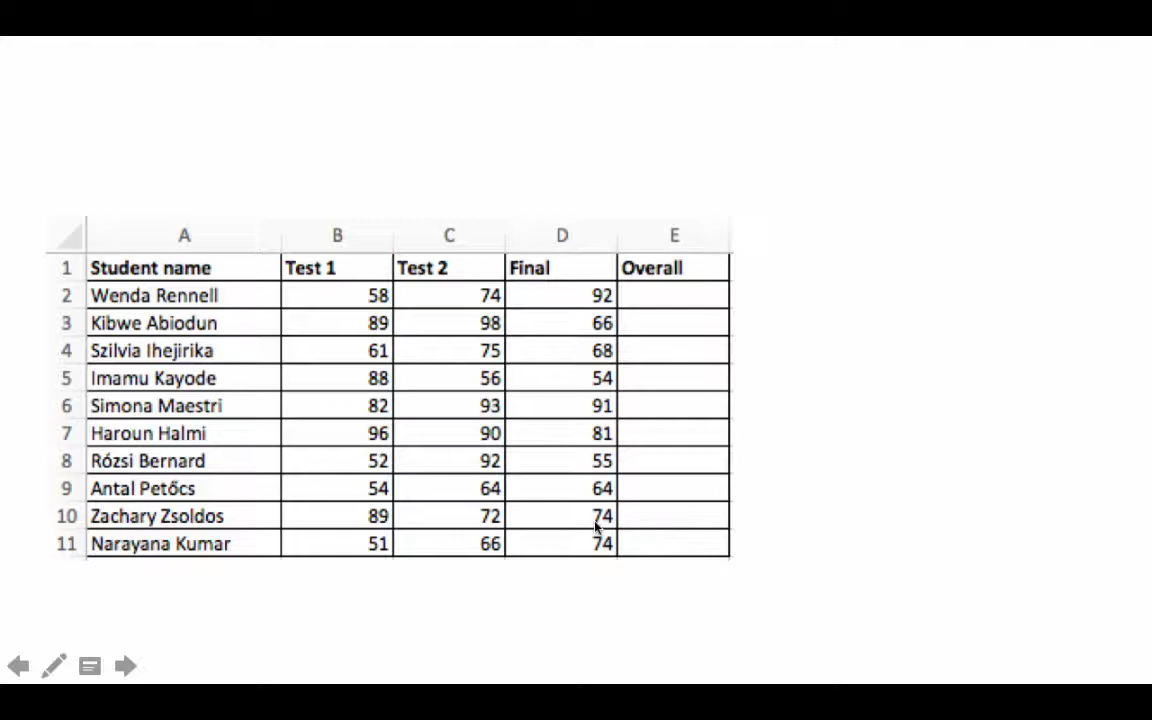 A B C D E
1 Student name Test 1 Test 2 Final Overall
2 Wenda Rennell 58 74 92
3 Kibwe Abiodun 89 98 66
4 Szilvia Ihejirika 61 75 68
5 Imamu Kayode 88 56 54
6 Simona Maestri 82 93 91
7 Haroun Halmi 96 90 81
8 Rózsi Bernard 52 92 55
9 Antal Petőcs 54 64 64
10 Zachary Zsoldos 89 72 74
11 Narayana Kumar 51 66 74